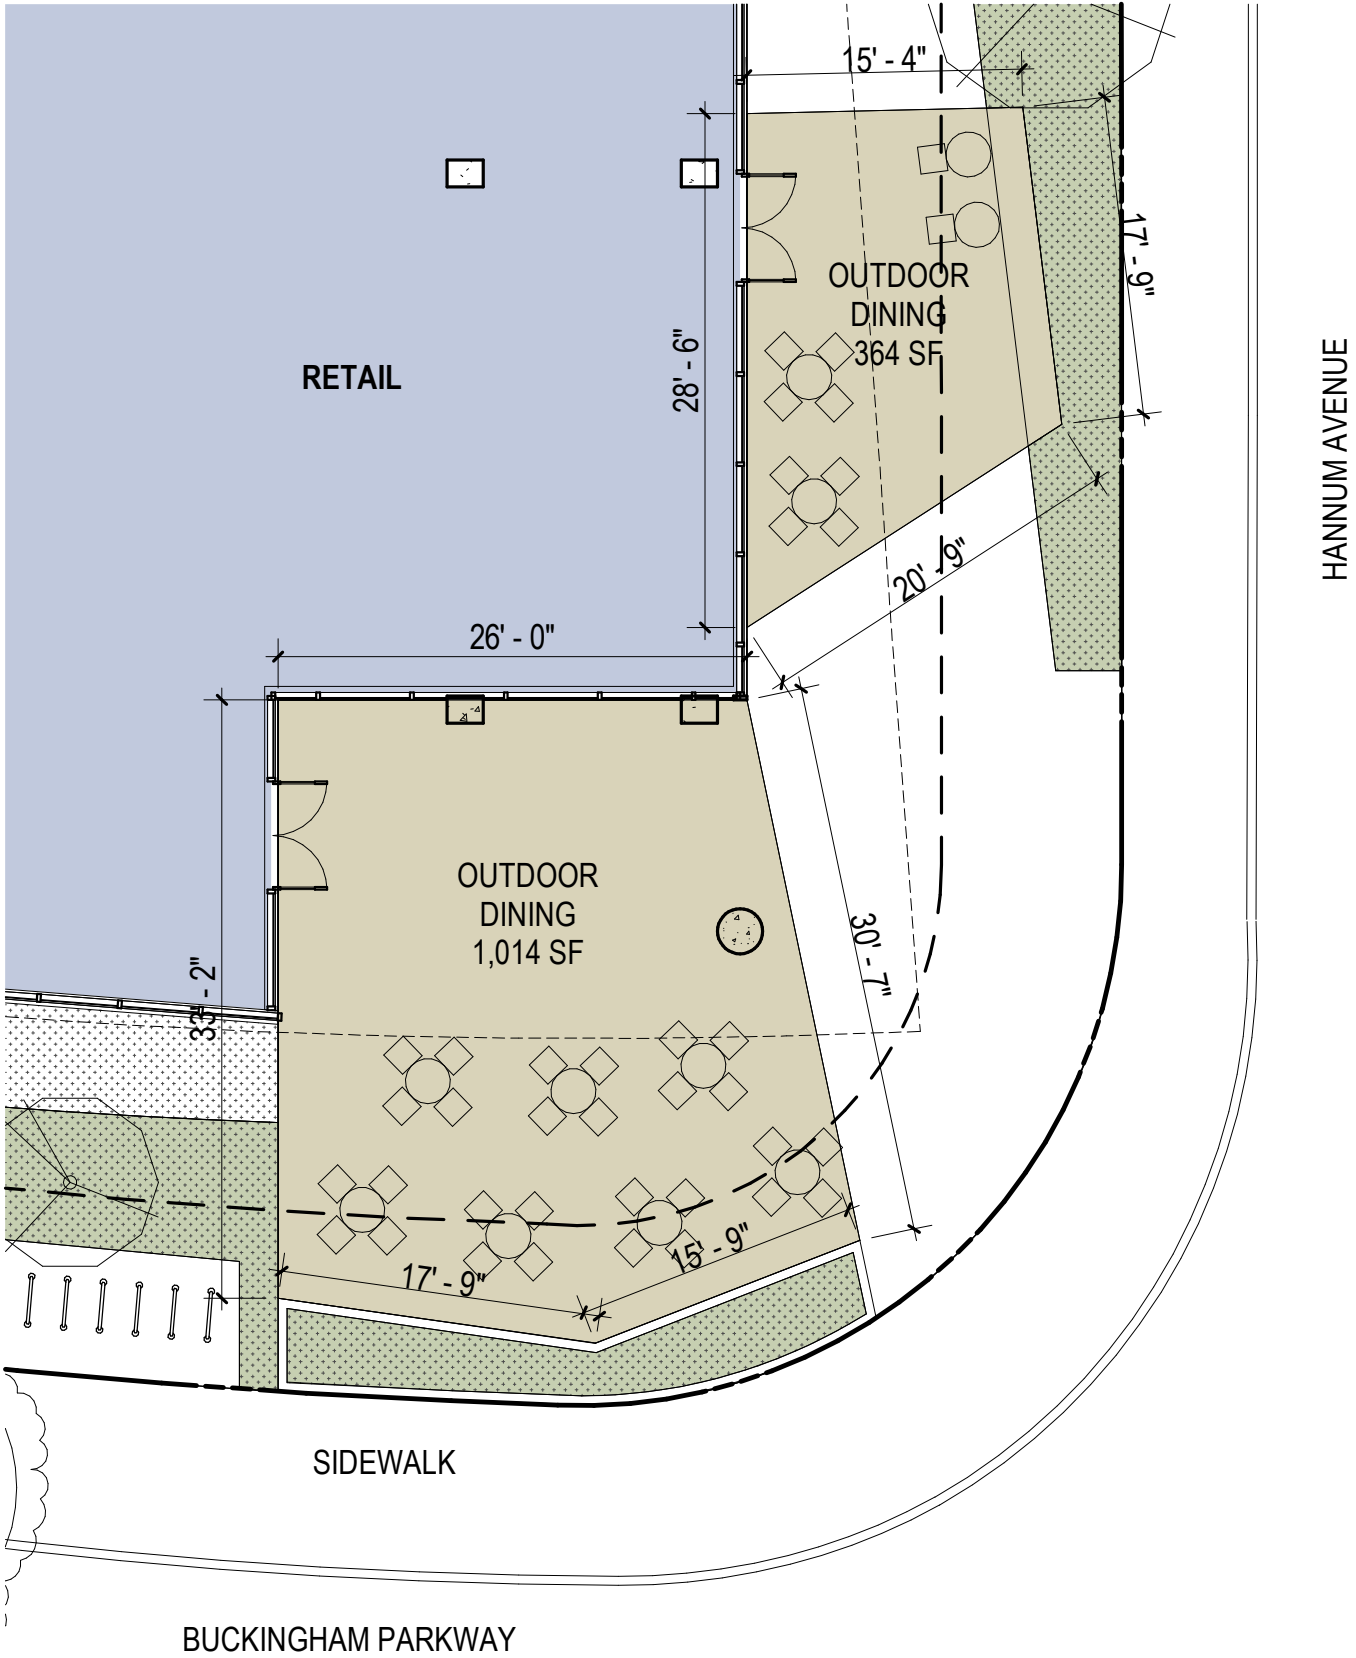 15' - 4"
17' - 9"
OUTDOOR
DINING
364 SF
28' - 6"
RETAIL
HANNUM AVENUE
20' - 9"
26' - 0"
OUTDOOR
DINING
1,014 SF
30' - 7"
33' - 2"
15' - 9"
17' - 9"
SIDEWALK
BUCKINGHAM PARKWAY